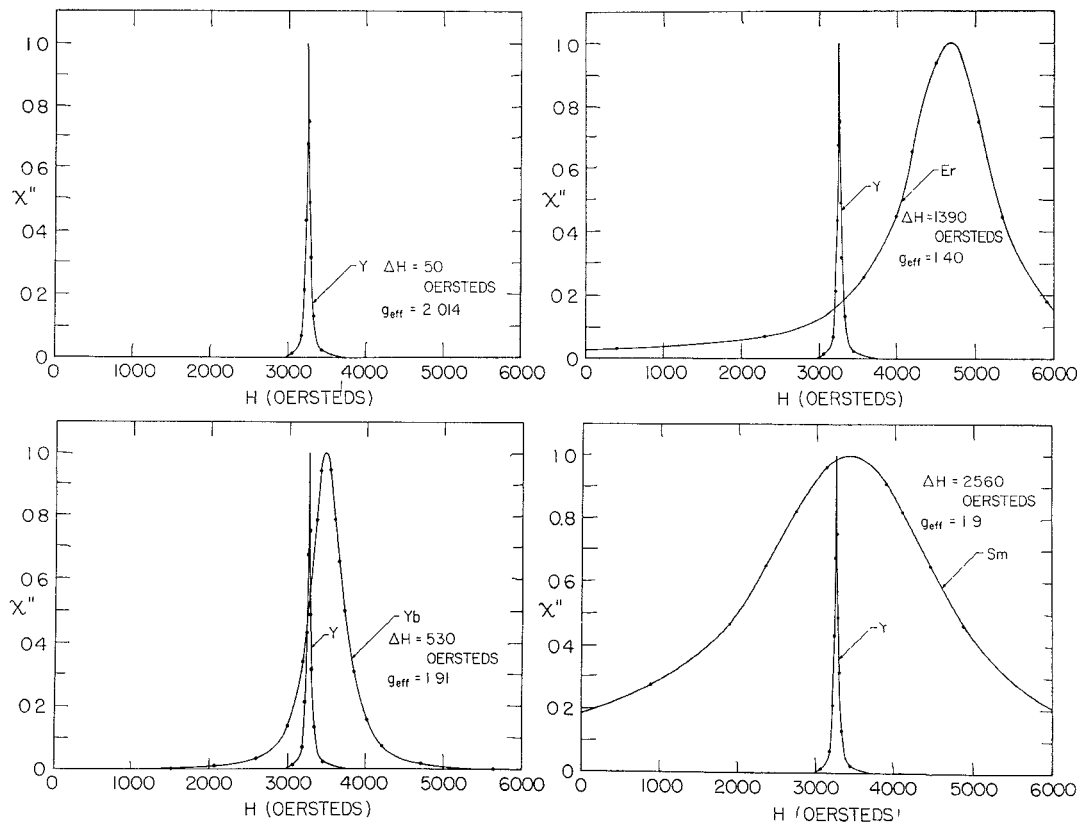 1.0
0.8
0.6
χ"
0.4
0.2
0
Y ΔH = 50
OERSTEDS
g eff = 2.014
0 1000 2000 3000 4000 5000 6000
H (OERSTEDS)
1.0
0.8
0.6
χ"
0.4
0.2
0
Y
Er
ΔH = 1390
OERSTEDS
g eff = 1.40
0 1000 2000 3000 4000 5000 6000
H (OERSTEDS)
1.0
0.8
0.6
χ"
0.4
0.2
0
Yb
Y
ΔH = 530
OERSTEDS
g eff = 1.91
0 1000 2000 3000 4000 5000 6000
H (OERSTEDS)
1.0
0.8
0.6
χ"
0.4
0.2
0
ΔH = 2560
OERSTEDS
g eff = 1.9
Sm
Y
0 1000 2000 3000 4000 5000 6000
H (OERSTEDS)